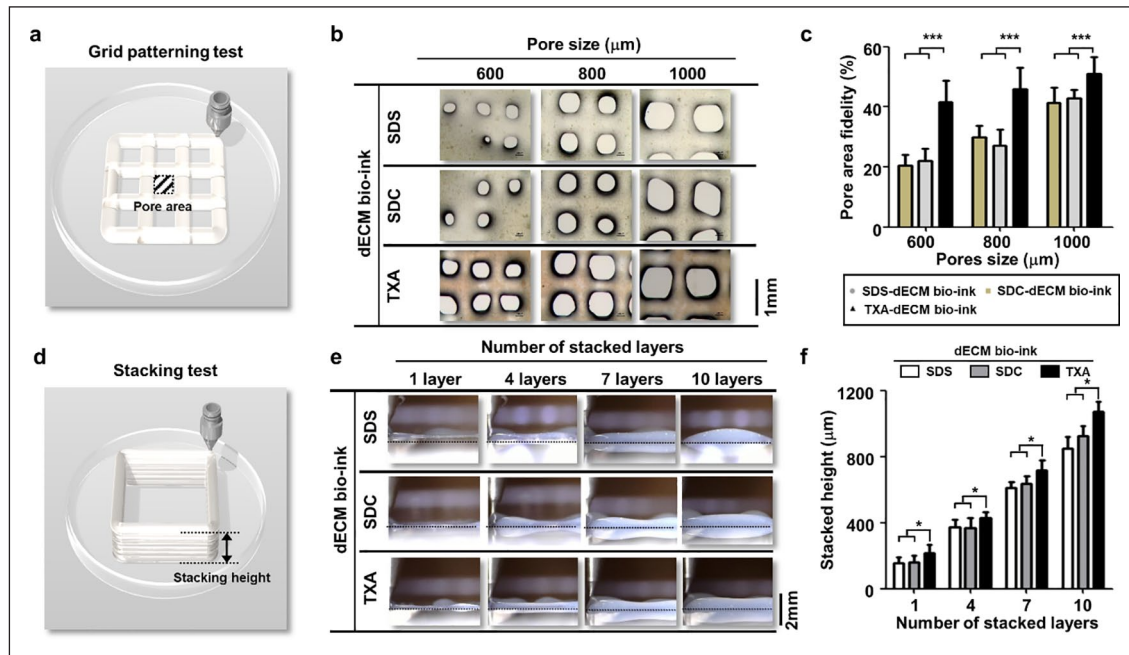 a
Grid patterning test
Pore area
b
Pore size (μm)
600 800 1000
dECM bio-ink
SDS
SDC
TXA
1mm
c
Pore area fidelity (%)
60
40
20
0
*** *** ***
600 800 1000
Pores size (μm)
SDS-dECM bio-ink SDC-dECM bio-ink
TXA-dECM bio-ink
d
Stacking test
Stacking height
e
Number of stacked layers
1 layer 4 layers 7 layers 10 layers
dECM bio-ink
SDS
SDC
TXA
2mm
f
dECM bio-ink
SDS SDC TXA
Stacked height (μm)
1200
800
400
0
* * * *
1 4 7 10
Number of stacked layers